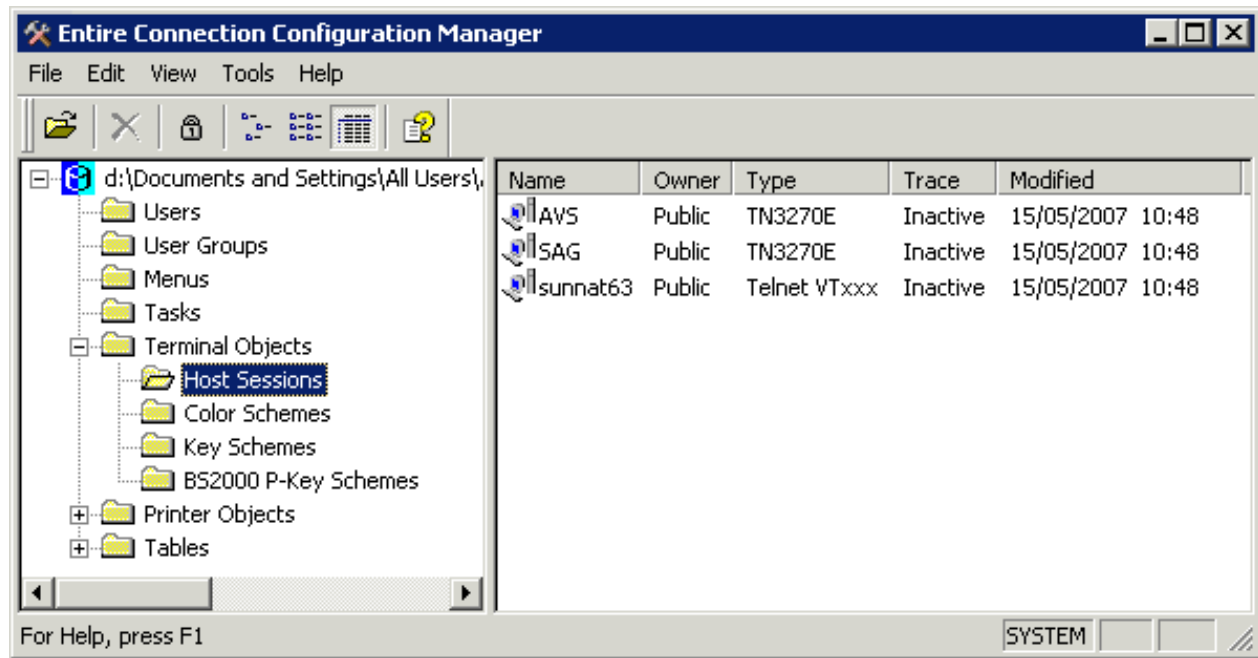 Entire Connection Configuration Manager
File Edit View Tools Help
d:\Documents and Settings\All Users\
Users
User Groups
Menus
Tasks
Terminal Objects
Host Sessions
Color Schemes
Key Schemes
BS2000 P-Key Schemes
Printer Objects
Tables
Name Owner Type Trace Modified
AVS Public TN3270E Inactive 15/05/2007 10:48
SAG Public TN3270E Inactive 15/05/2007 10:48
sunnat63 Public Telnet VTxxx Inactive 15/05/2007 10:48
For Help, press F1
SYSTEM